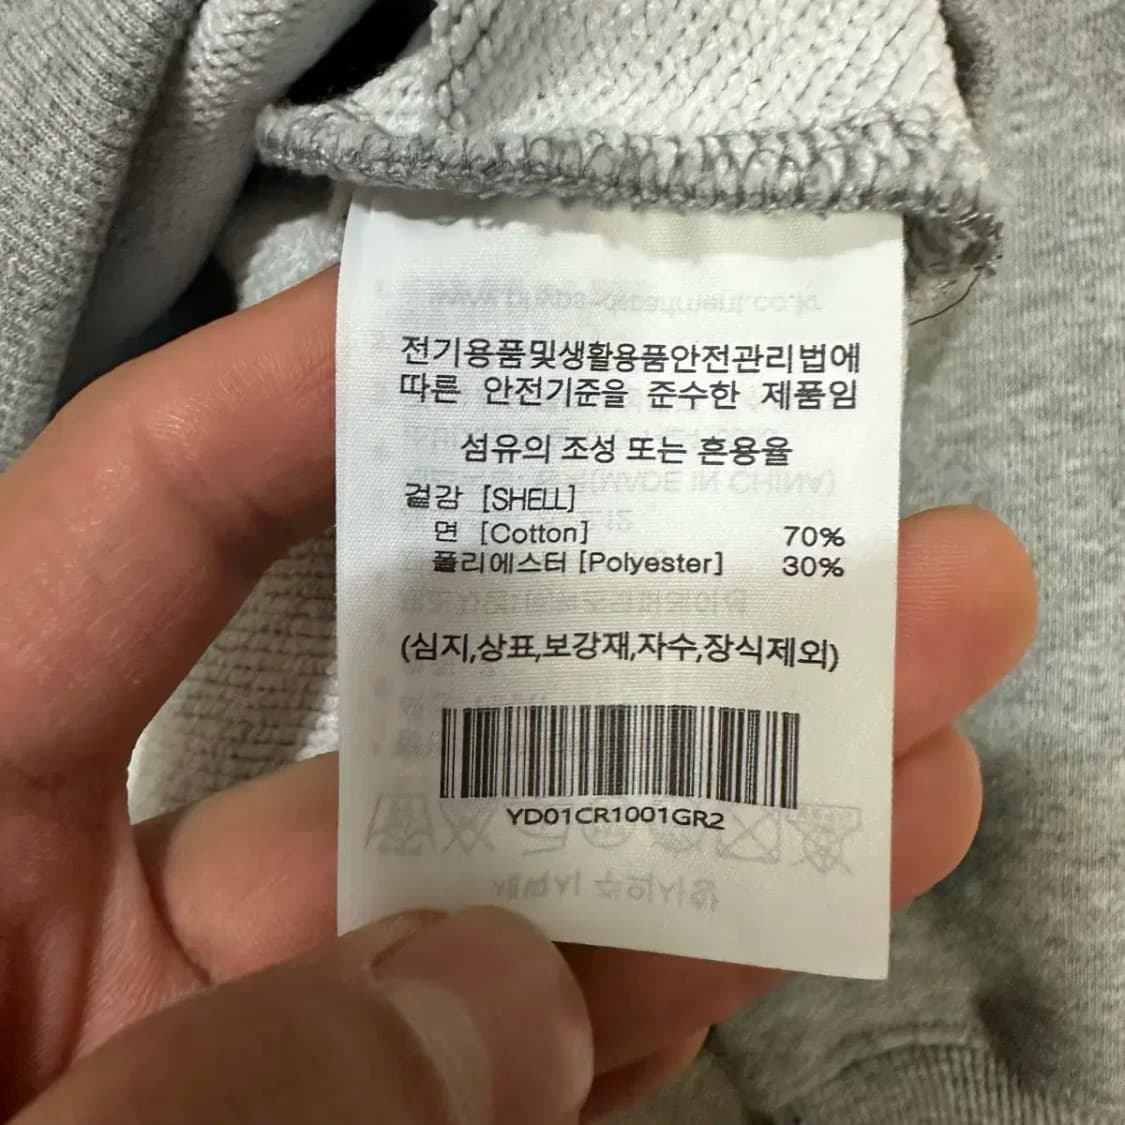 전기용품및생활용품안전관리법에
따른 안전기준을 준수한 제품임
섬유의 조성 또는 혼용율
겉감 [SHELL]
면 [Cotton] 70%
폴리에스터 [Polyester] 30%
(심지,상표,보강재,자수,장식제외)
YD01CR1001GR2